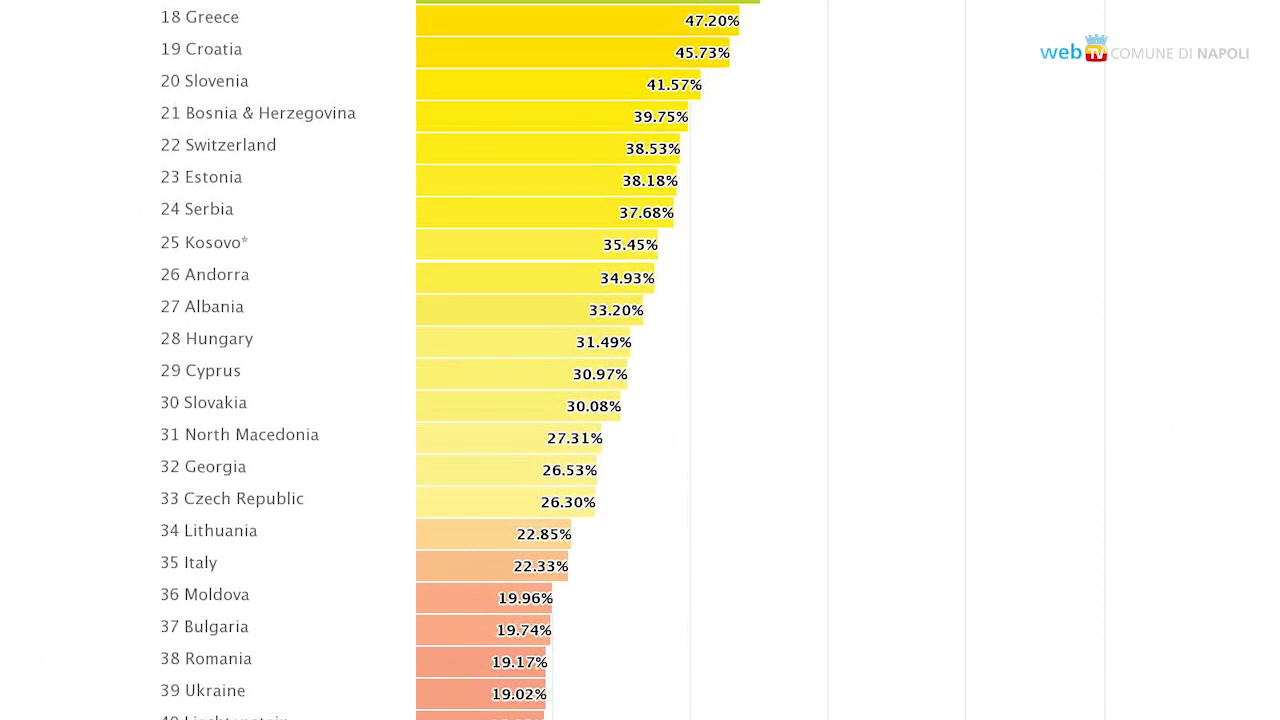 18 Greece 47.20%
web TV COMUNE DI NAPOLI
19 Croatia 45.73%
20 Slovenia 41.57%
21 Bosnia & Herzegovina 39.75%
22 Switzerland 38.53%
23 Estonia 38.18%
24 Serbia 37.68%
25 Kosovo* 35.45%
26 Andorra 34.93%
27 Albania 33.20%
28 Hungary 31.49%
29 Cyprus 30.97%
30 Slovakia 30.08%
31 North Macedonia 27.31%
32 Georgia 26.53%
33 Czech Republic 26.30%
34 Lithuania 22.85%
35 Italy 22.33%
36 Moldova 19.96%
37 Bulgaria 19.74%
38 Romania 19.17%
39 Ukraine 19.02%
40 Liechtenstein